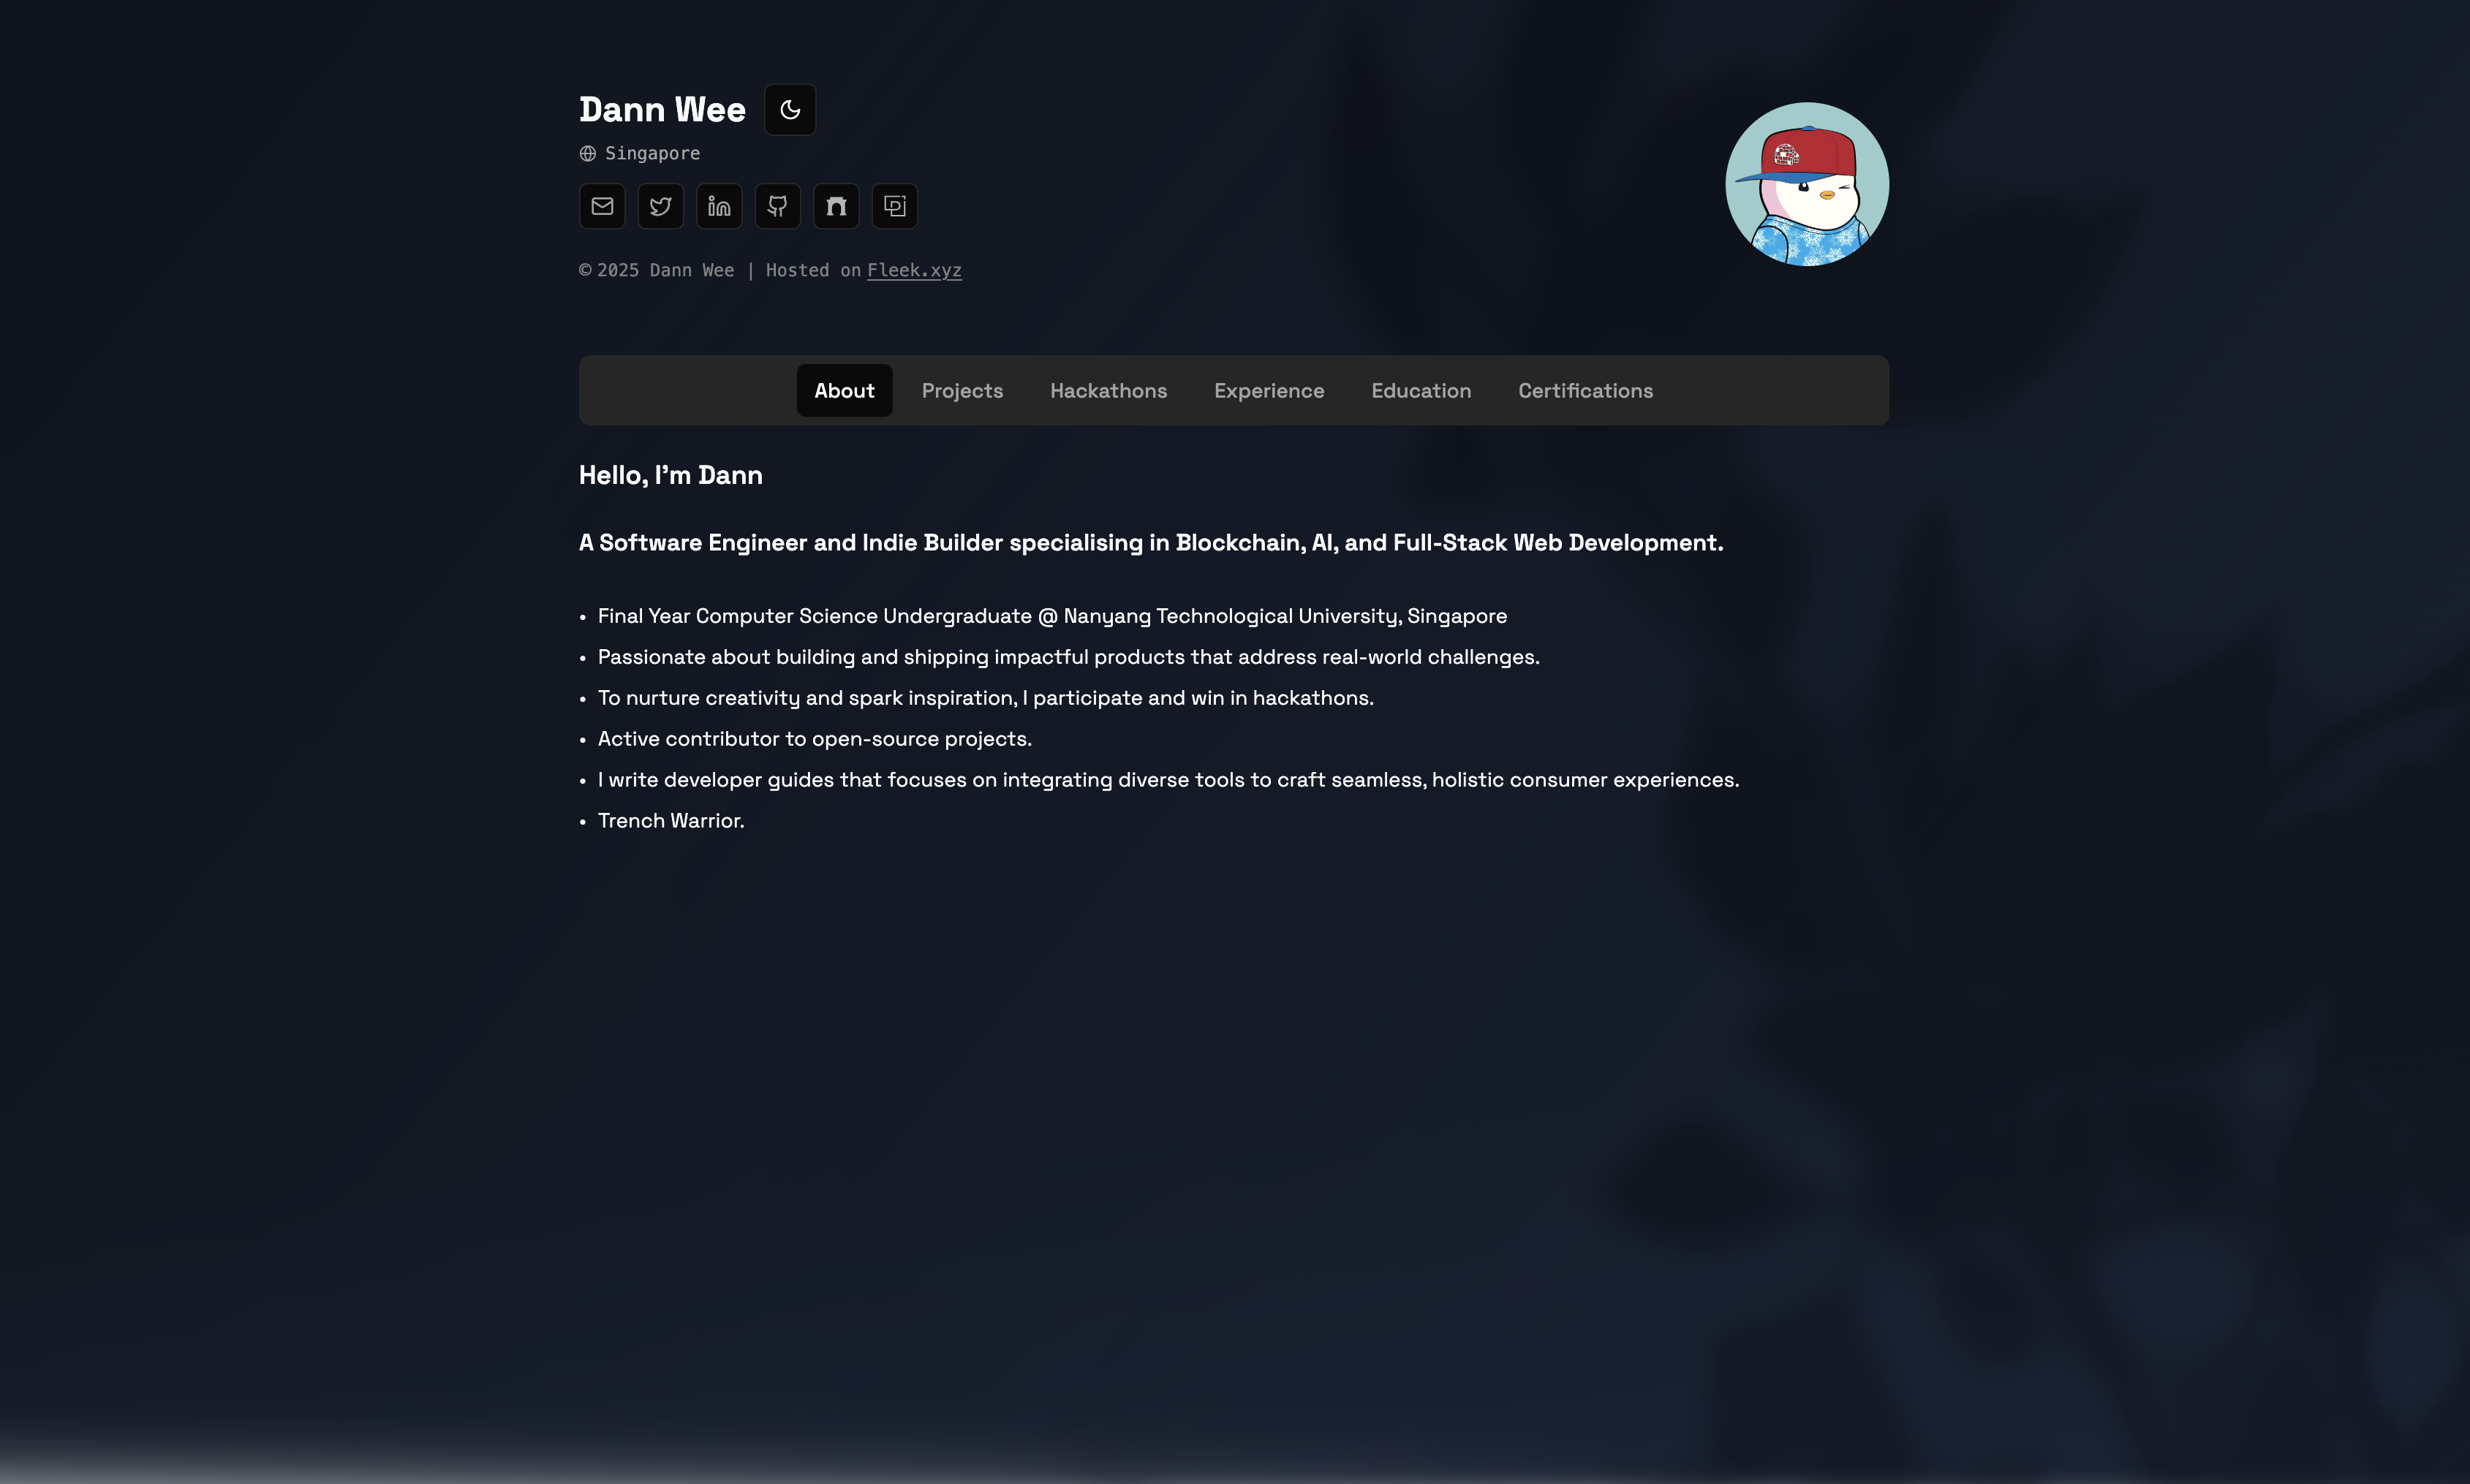 Dann Wee
Singapore
© 2025 Dann Wee | Hosted on Fleek.xyz
About Projects Hackathons Experience Education Certifications
Hello, I'm Dann
A Software Engineer and Indie Builder specialising in Blockchain, AI, and Full-Stack Web Development.
• Final Year Computer Science Undergraduate @ Nanyang Technological University, Singapore
• Passionate about building and shipping impactful products that address real-world challenges.
• To nurture creativity and spark inspiration, I participate and win in hackathons.
• Active contributor to open-source projects.
• I write developer guides that focuses on integrating diverse tools to craft seamless, holistic consumer experiences.
• Trench Warrior.